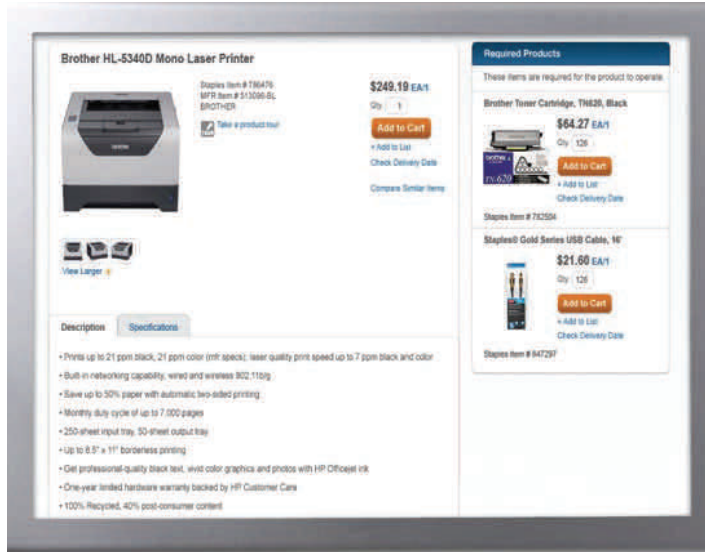 Brother HL-5340D Mono Laser Printer
Staples Item # 796476
MFR Item # 513096-BL
BROTHER
Take a product tour
$249.19 EA/1
Qty 1
Add to Cart
+ Add to List
Check Delivery Date
Compare Similar Items
View Larger
Description
Specifications
• Prints up to 21 ppm black, 21 ppm color (mfr specs); laser quality print speed up to 7 ppm black and color
• Built-in networking capability, wired and wireless 802.11b/g
• Save up to 50% paper with automatic two-sided printing
• Monthly duty cycle of up to 7,000 pages
• 250-sheet input tray, 50-sheet output tray
• Up to 8.5" x 11" borderless printing
• Get professional-quality black text, vivid color graphics and photos with HP Officejet ink
• One-year limited hardware warranty backed by HP Customer Care
• 100% Recycled, 40% post-consumer content
Required Products
These items are required for the product to operate.
Brother Toner Cartridge, TN620, Black
$64.27 EA/1
Qty 126
Add to Cart
+ Add to List
Check Delivery Date
brother
TN-620
Staples Item # 782504
Staples® Gold Series USB Cable, 16'
$21.60 EA/1
Qty 126
Add to Cart
+ Add to List
Check Delivery Date
Staples Item # 647297